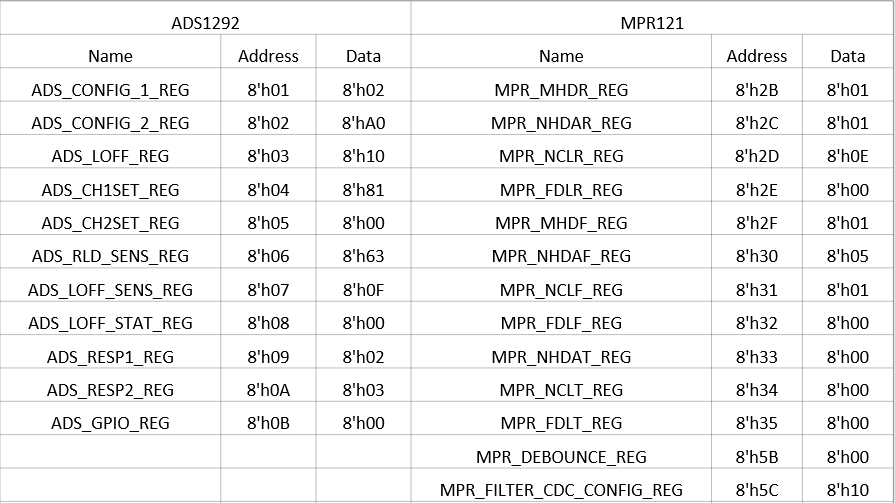 ADS1292 MPR121
Name Address Data Name Address Data
ADS_CONFIG_1_REG 8'h01 8'h02 MPR_MHDR_REG 8'h2B 8'h01
ADS_CONFIG_2_REG 8'h02 8'hA0 MPR_NHDAR_REG 8'h2C 8'h01
ADS_LOFF_REG 8'h03 8'h10 MPR_NCLR_REG 8'h2D 8'h0E
ADS_CH1SET_REG 8'h04 8'h81 MPR_FDLR_REG 8'h2E 8'h00
ADS_CH2SET_REG 8'h05 8'h00 MPR_MHDF_REG 8'h2F 8'h01
ADS_RLD_SENS_REG 8'h06 8'h63 MPR_NHDAF_REG 8'h30 8'h05
ADS_LOFF_SENS_REG 8'h07 8'h0F MPR_NCLF_REG 8'h31 8'h01
ADS_LOFF_STAT_REG 8'h08 8'h00 MPR_FDLF_REG 8'h32 8'h00
ADS_RESP1_REG 8'h09 8'h02 MPR_NHDAT_REG 8'h33 8'h00
ADS_RESP2_REG 8'h0A 8'h03 MPR_NCLT_REG 8'h34 8'h00
ADS_GPIO_REG 8'h0B 8'h00 MPR_FDLT_REG 8'h35 8'h00
MPR_DEBOUNCE_REG 8'h5B 8'h00
MPR_FILTER_CDC_CONFIG_REG 8'h5C 8'h10